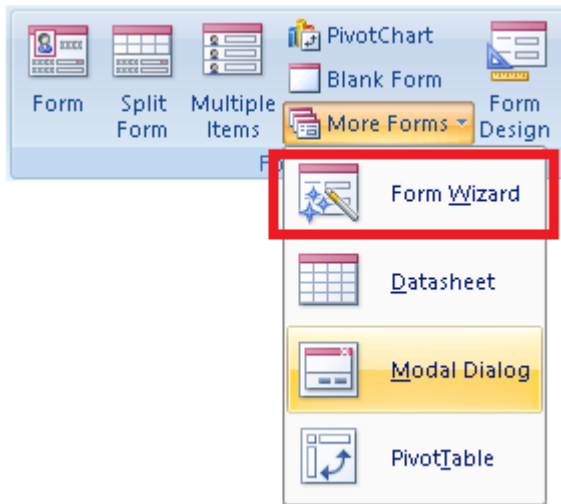 Form
Split
Form
Multiple
Items
PivotChart
Blank Form
More Forms
Form
Design
Form Wizard
Datasheet
Modal Dialog
PivotTable